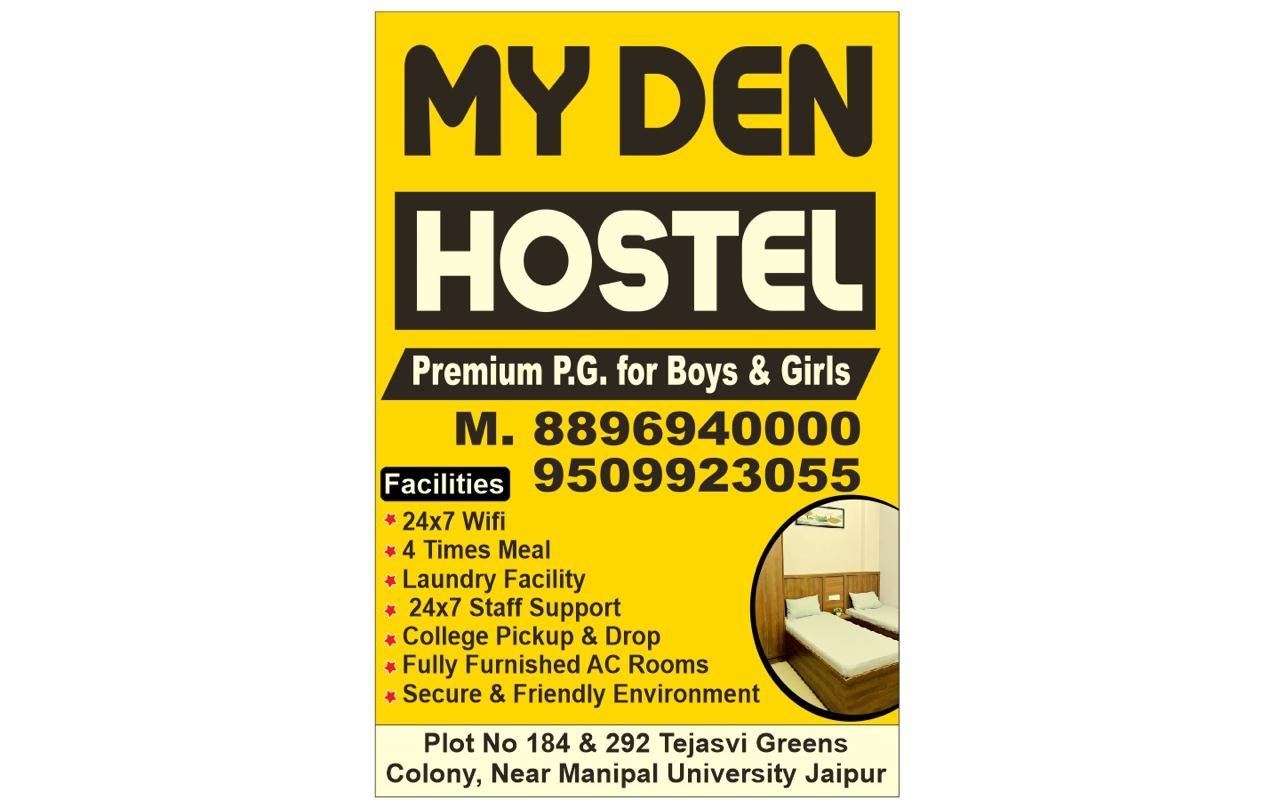 MY DEN
HOSTEL
Premium P.G. for Boys & Girls
M. 8896940000
9509923055
Facilities
24x7 Wifi
4 Times Meal
Laundry Facility
24x7 Staff Support
College Pickup & Drop
Fully Furnished AC Rooms
Secure & Friendly Environment
Plot No 184 & 292 Tejasvi Greens
Colony, Near Manipal University Jaipur